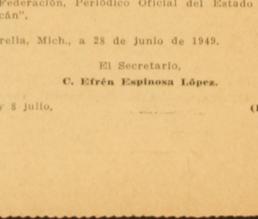 Federación, Periódico Oficial del Estado
cán",
relia, Mich., a 28 de junio de 1949.
El Secretario,
C. Efrén Espinosa López.
y 8 julio,
(